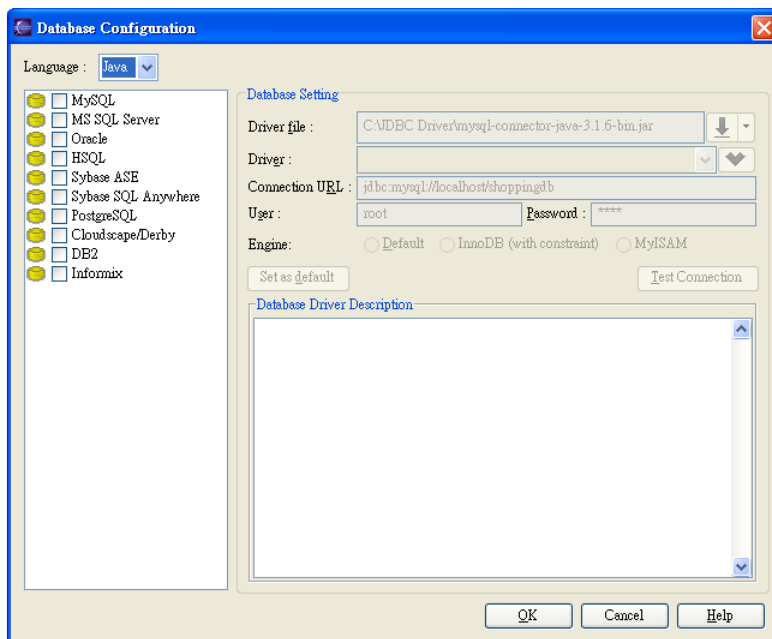 Database Configuration
Language : Java
MySQL
MS SQL Server
Oracle
HSQL
Sybase ASE
Sybase SQL Anywhere
PostgreSQL
Cloudscape/Derby
DB2
Informix
Database Setting
Driver file : C:\JDBC Driver\mysql-connector-java-3.1.6-bin.jar
Driver :
Connection URL : jdbc:mysql://localhost/shoppingdb
User : root Password : ****
Engine: Default InnoDB (with constraint) MyISAM
Set as default Test Connection
Database Driver Description
OK Cancel Help